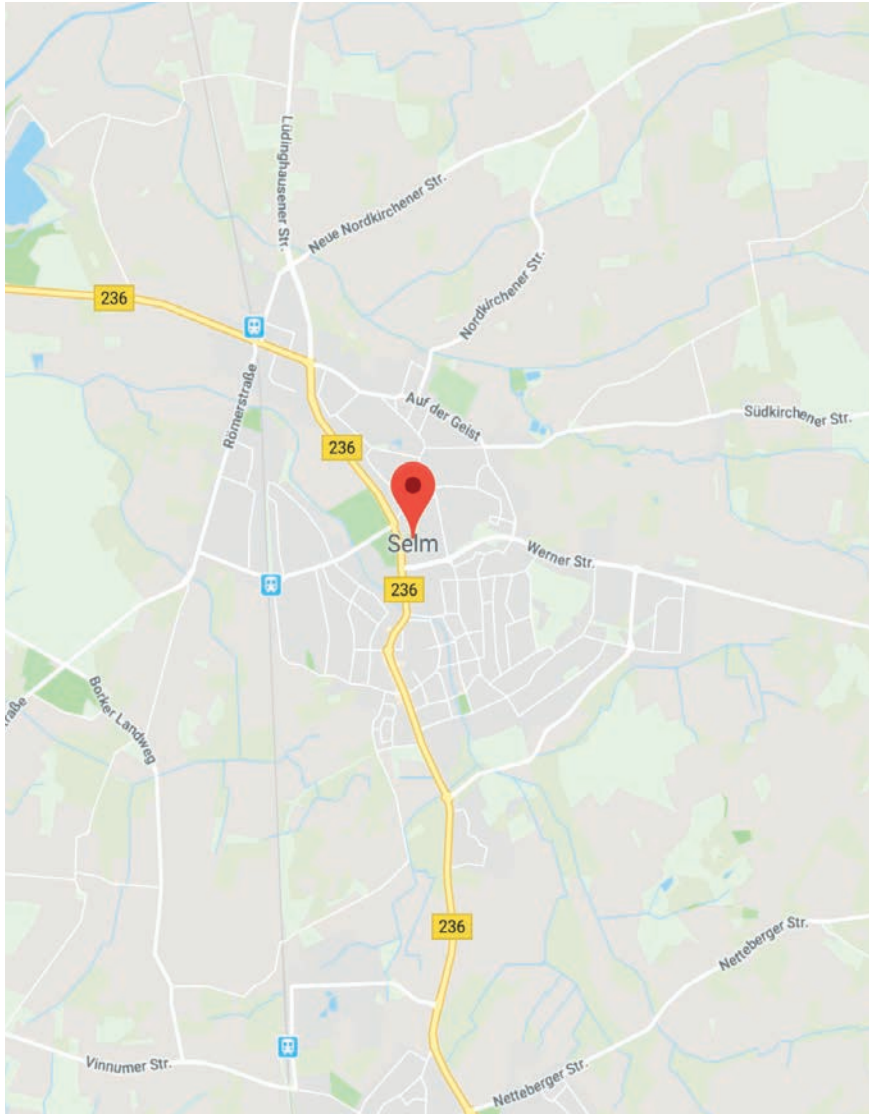 Lüdinghausener Str.
Neue Nordkirchener Str.
236
Nordkirchener Str.
Römerstraße
Auf der Geist
Südkirchener Str.
236
Selm
Werner Str.
236
raße
Borker Landweg
236
Netteberger Str.
Vinnumer Str.
Netteberger Str.